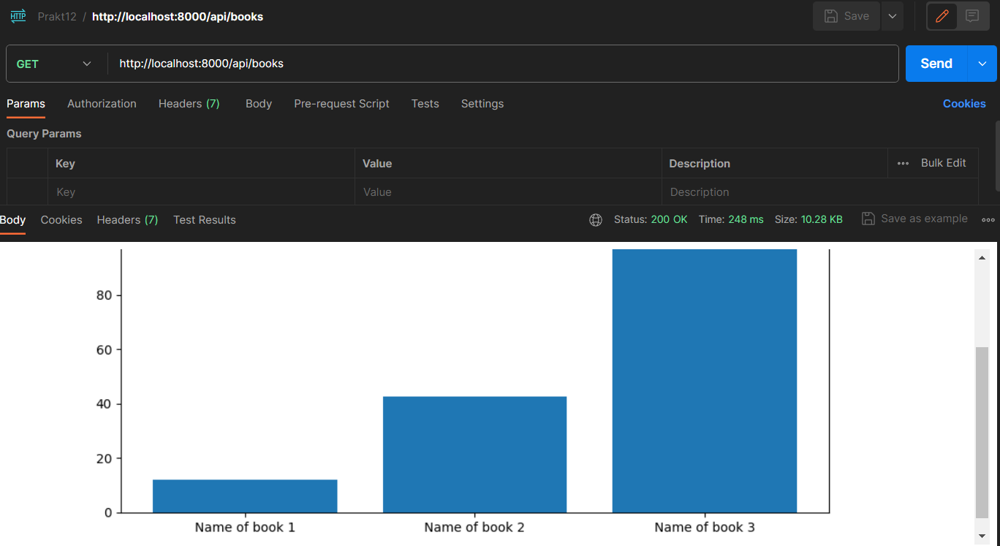 HTTP Prakt12 / http://localhost:8000/api/books Save
GET http://localhost:8000/api/books Send
Params Authorization Headers (7) Body Pre-request Script Tests Settings Cookies
Query Params
Key Value Description ••• Bulk Edit
Key Value Description
Body Cookies Headers (7) Test Results Status: 200 OK Time: 248 ms Size: 10.28 KB Save as example •••
80
60
40
20
0
Name of book 1 Name of book 2 Name of book 3